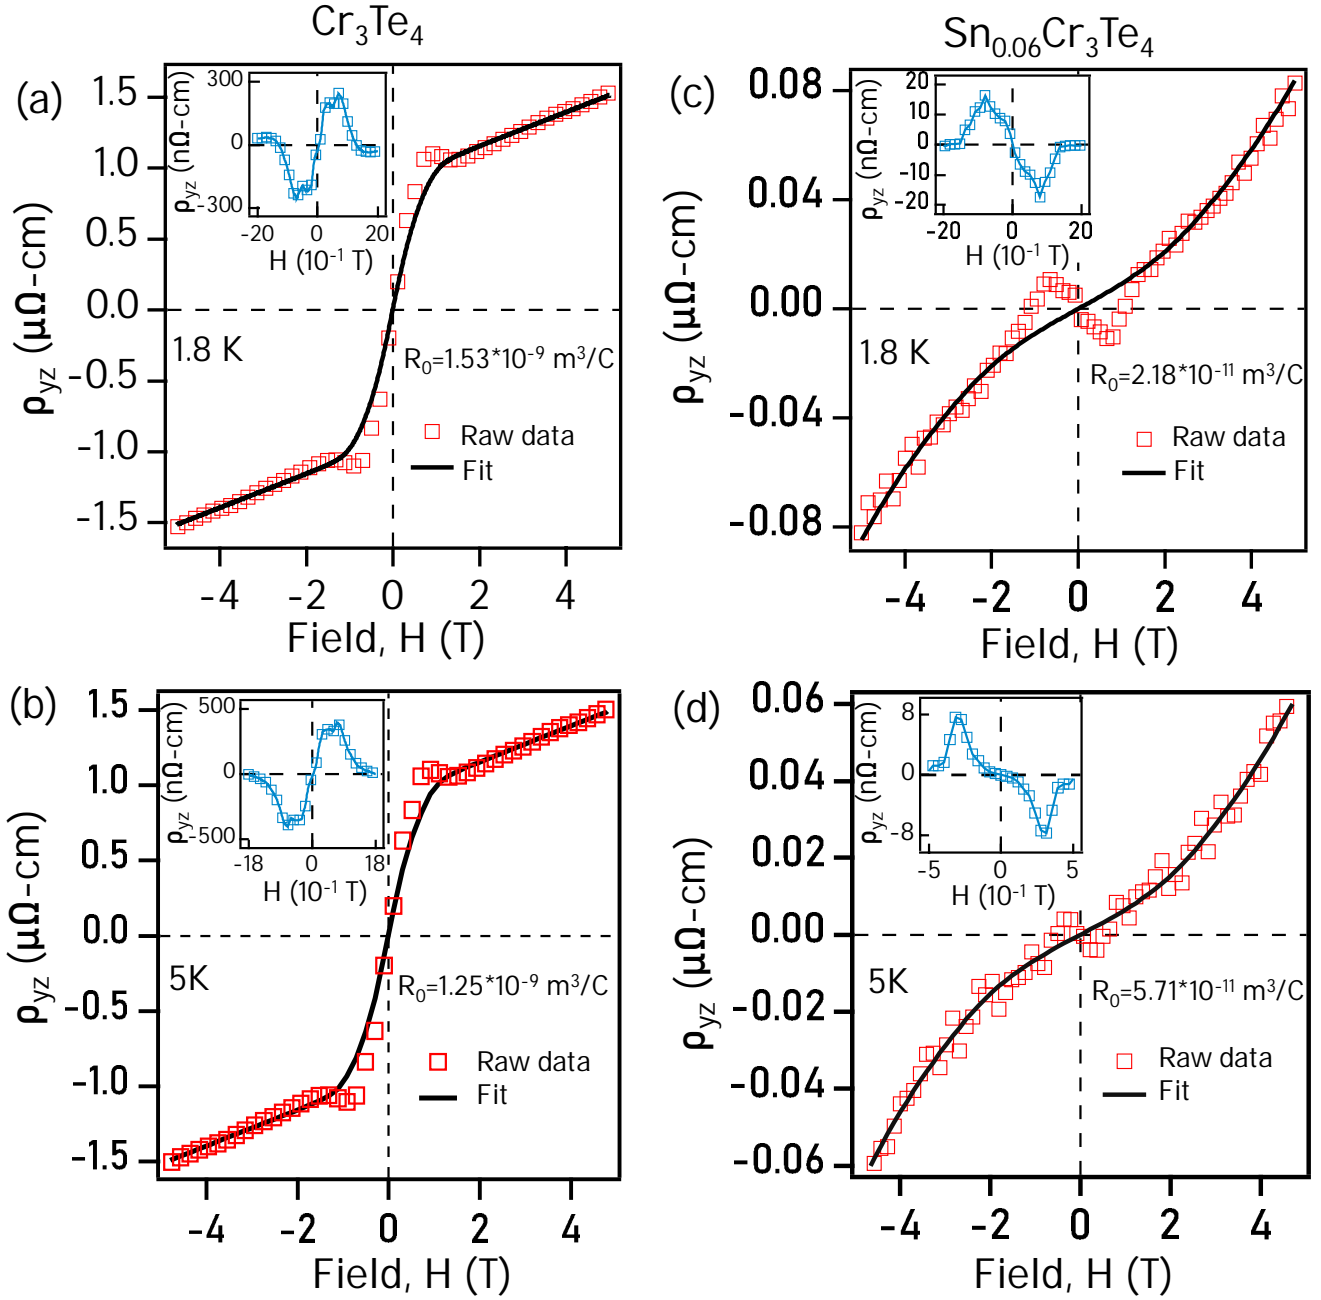 Cr₃Te₄
Sn₀.₀₆Cr₃Te₄
(a)
1.5
1.0
0.5
0.0
-0.5
-1.0
-1.5
ρyz (μΩ-cm)
300
0
-300
ρyz (nΩ-cm)
-20 0 20
H (10⁻¹ T)
1.8 K
R₀=1.53*10⁻⁹ m³/C
Raw data
Fit
-4 -2 0 2 4
Field, H (T)
(c)
0.08
0.04
0.00
-0.04
-0.08
ρyz (μΩ-cm)
20
10
0
-10
-20
ρyz (nΩ-cm)
-20 0 20
H (10⁻¹ T)
1.8 K
R₀=2.18*10⁻¹¹ m³/C
Raw data
Fit
-4 -2 0 2 4
Field, H (T)
(b)
1.5
1.0
0.5
0.0
-0.5
-1.0
-1.5
ρyz (μΩ-cm)
500
0
-500
ρyz (nΩ-cm)
-18 0 18
H (10⁻¹ T)
5K
R₀=1.25*10⁻⁹ m³/C
Raw data
Fit
-4 -2 0 2 4
Field, H (T)
(d)
0.06
0.04
0.02
0.00
-0.02
-0.04
-0.06
ρyz (μΩ-cm)
8
0
-8
ρyz (nΩ-cm)
-5 0 5
H (10⁻¹ T)
5K
R₀=5.71*10⁻¹¹ m³/C
Raw data
Fit
-4 -2 0 2 4
Field, H (T)